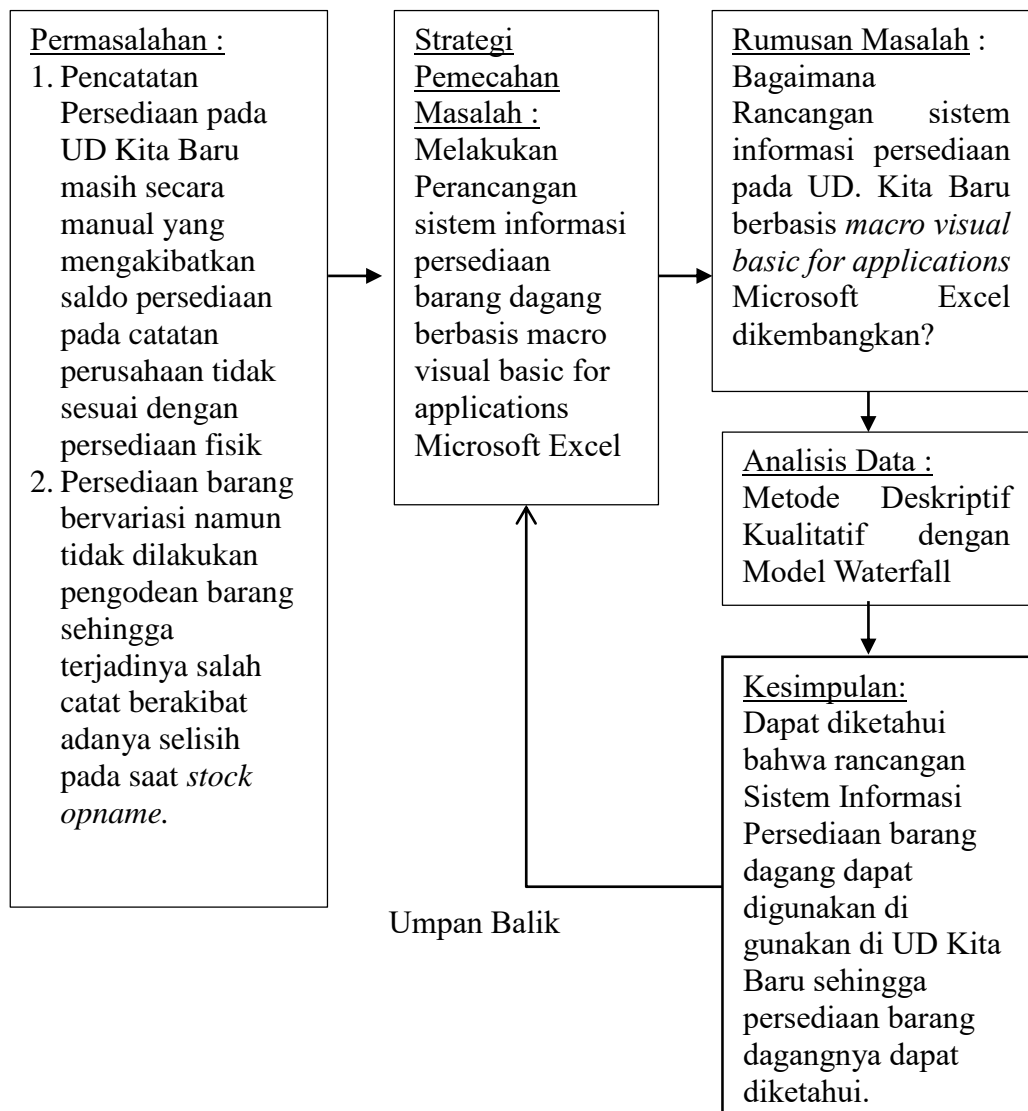 Permasalahan :
1. Pencatatan
Persediaan pada
UD Kita Baru
masih secara
manual yang
mengakibatkan
saldo persediaan
pada catatan
perusahaan tidak
sesuai dengan
persediaan fisik
2. Persediaan barang
bervariasi namun
tidak dilakukan
pengodean barang
sehingga
terjadinya salah
catat berakibat
adanya selisih
pada saat stock
opname.
Strategi
Pemecahan
Masalah :
Melakukan
Perancangan
sistem informasi
persediaan
barang dagang
berbasis macro
visual basic for
applications
Microsoft Excel
Rumusan Masalah :
Bagaimana
Rancangan sistem
informasi persediaan
pada UD. Kita Baru
berbasis macro visual
basic for applications
Microsoft Excel
dikembangkan?
Analisis Data :
Metode Deskriptif
Kualitatif dengan
Model Waterfall
Kesimpulan:
Dapat diketahui
bahwa rancangan
Sistem Informasi
Persediaan barang
dagang dapat
digunakan di
gunakan di UD Kita
Baru sehingga
persediaan barang
dagangnya dapat
diketahui.
Umpan Balik